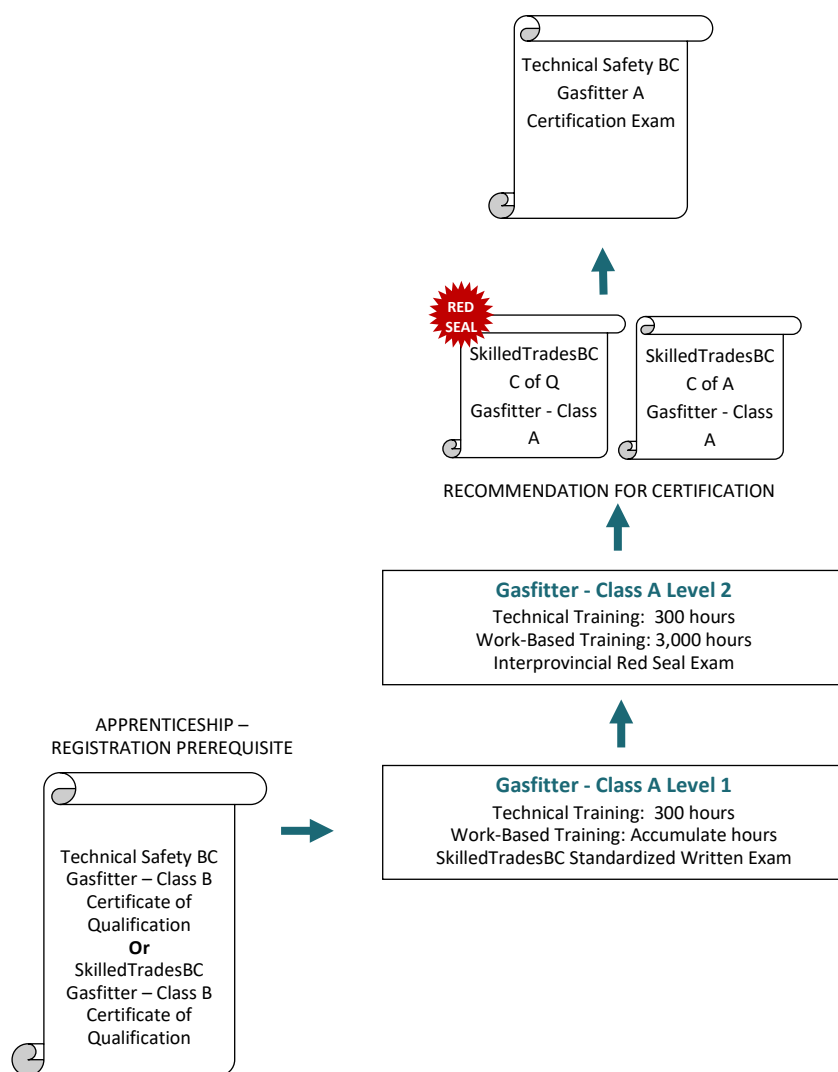 Technical Safety BC
Gasfitter A
Certification Exam
RED
SEAL
SkilledTradesBC
C of Q
Gasfitter - Class
A
SkilledTradesBC
C of A
Gasfitter - Class
A
RECOMMENDATION FOR CERTIFICATION
Gasfitter - Class A Level 2
Technical Training: 300 hours
Work-Based Training: 3,000 hours
Interprovincial Red Seal Exam
APPRENTICESHIP –
REGISTRATION PREREQUISITE
Gasfitter - Class A Level 1
Technical Training: 300 hours
Work-Based Training: Accumulate hours
SkilledTradesBC Standardized Written Exam
Technical Safety BC
Gasfitter – Class B
Certificate of
Qualification
Or
SkilledTradesBC
Gasfitter – Class B
Certificate of
Qualification